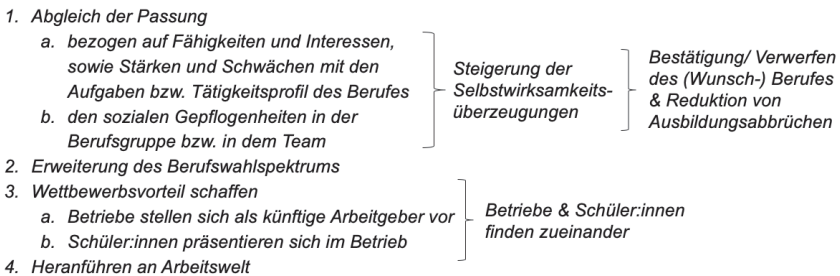 1. Abgleich der Passung
a. bezogen auf Fähigkeiten und Interessen,
sowie Stärken und Schwächen mit den
Aufgaben bzw. Tätigkeitsprofil des Berufes
b. den sozialen Gepflogenheiten in der
Berufsgruppe bzw. in dem Team
Steigerung der
Selbstwirksamkeits-
überzeugungen
Bestätigung/ Verwerfen
des (Wunsch-) Berufes
& Reduktion von
Ausbildungsabbrüchen
2. Erweiterung des Berufswahlspektrums
3. Wettbewerbsvorteil schaffen
a. Betriebe stellen sich als künftige Arbeitgeber vor
b. Schüler:innen präsentieren sich im Betrieb
Betriebe & Schüler:innen
finden zueinander
4. Heranführen an Arbeitswelt